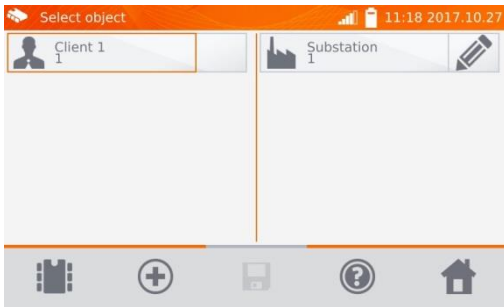 Select object
11:18 2017.10.27
Client 1
1
Substation
1